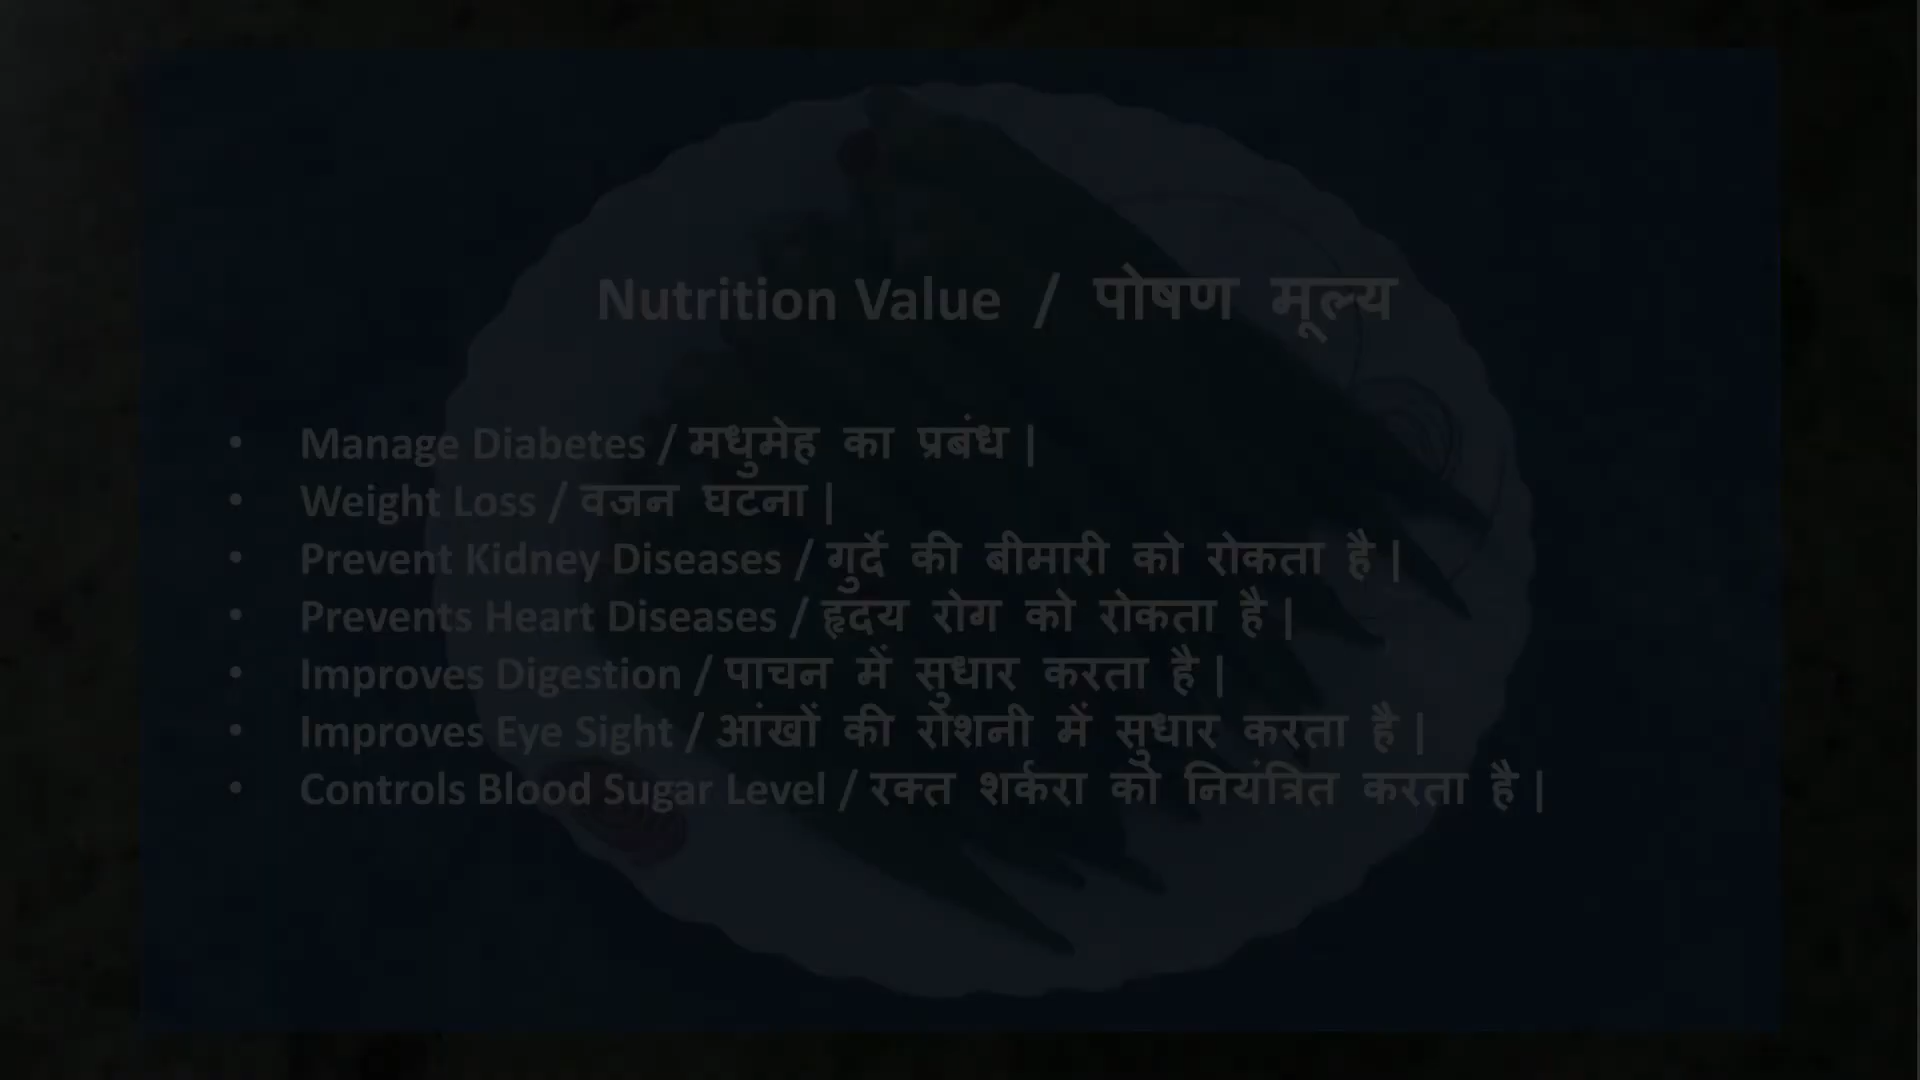 Nutrition Value / पोषण मूल्य
• Manage Diabetes / मधुमेह का प्रबंध |
• Weight Loss / वजन घटना |
• Prevent Kidney Diseases / गुर्दे की बीमारी को रोकता है |
• Prevents Heart Diseases / हृदय रोग को रोकता है |
• Improves Digestion / पाचन में सुधार करता है |
• Improves Eye Sight / आंखों की रोशनी में सुधार करता है |
• Controls Blood Sugar Level / रक्त शर्करा को नियंत्रित करता है |